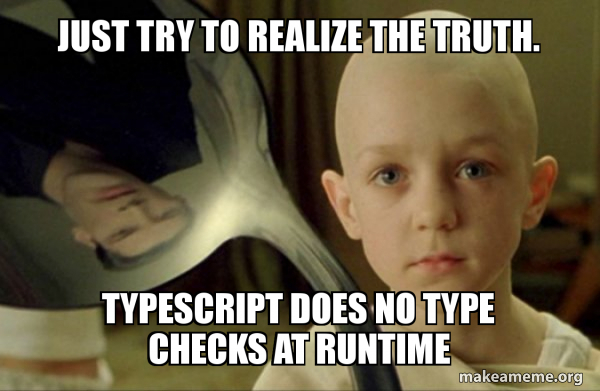 JUST TRY TO REALIZE THE TRUTH.
TYPESCRIPT DOES NO TYPE
CHECKS AT RUNTIME
makeameme.org